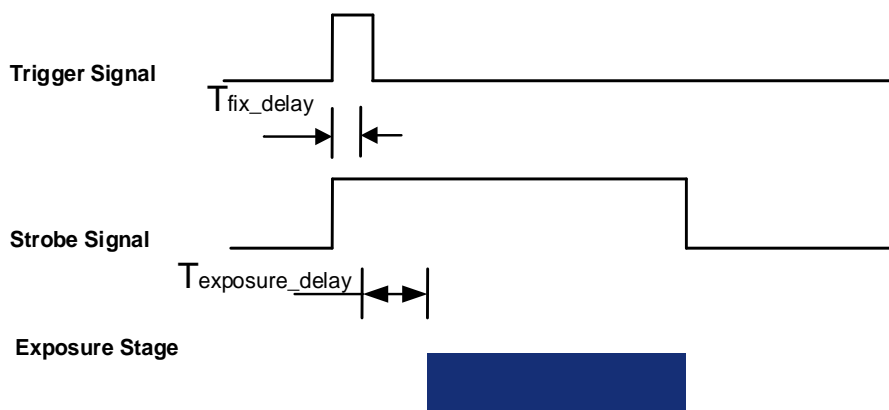 Trigger Signal
Tfix_delay
Strobe Signal
Texposure_delay
Exposure Stage